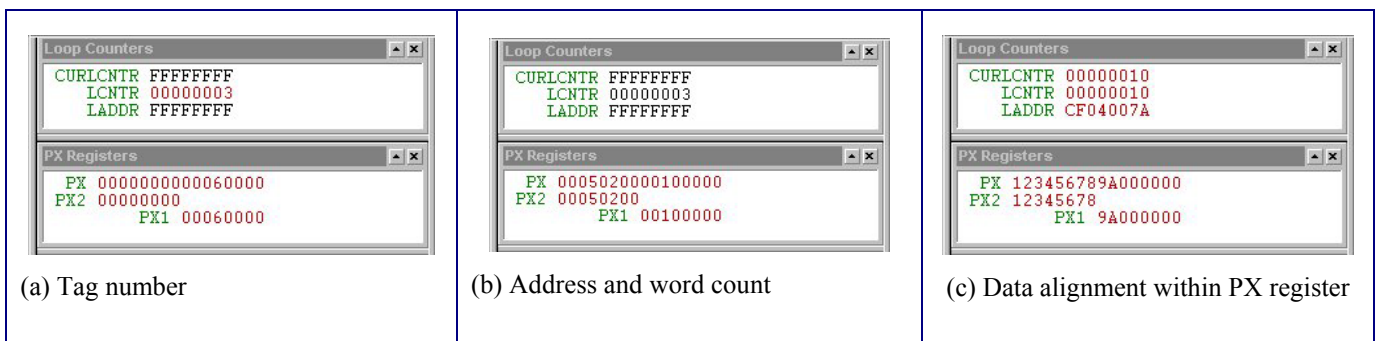 Loop Counters
CURLCNTR FFFFFFFF
LCNTR 00000003
LADDR FFFFFFFF
PX Registers
PX 0000000000060000
PX2 00000000
PX1 00060000
(a) Tag number
Loop Counters
CURLCNTR FFFFFFFF
LCNTR 00000003
LADDR FFFFFFFF
PX Registers
PX 0005020000100000
PX2 00050200
PX1 00100000
(b) Address and word count
Loop Counters
CURLCNTR 00000010
LCNTR 00000010
LADDR CF04007A
PX Registers
PX 123456789A000000
PX2 12345678
PX1 9A000000
(c) Data alignment within PX register